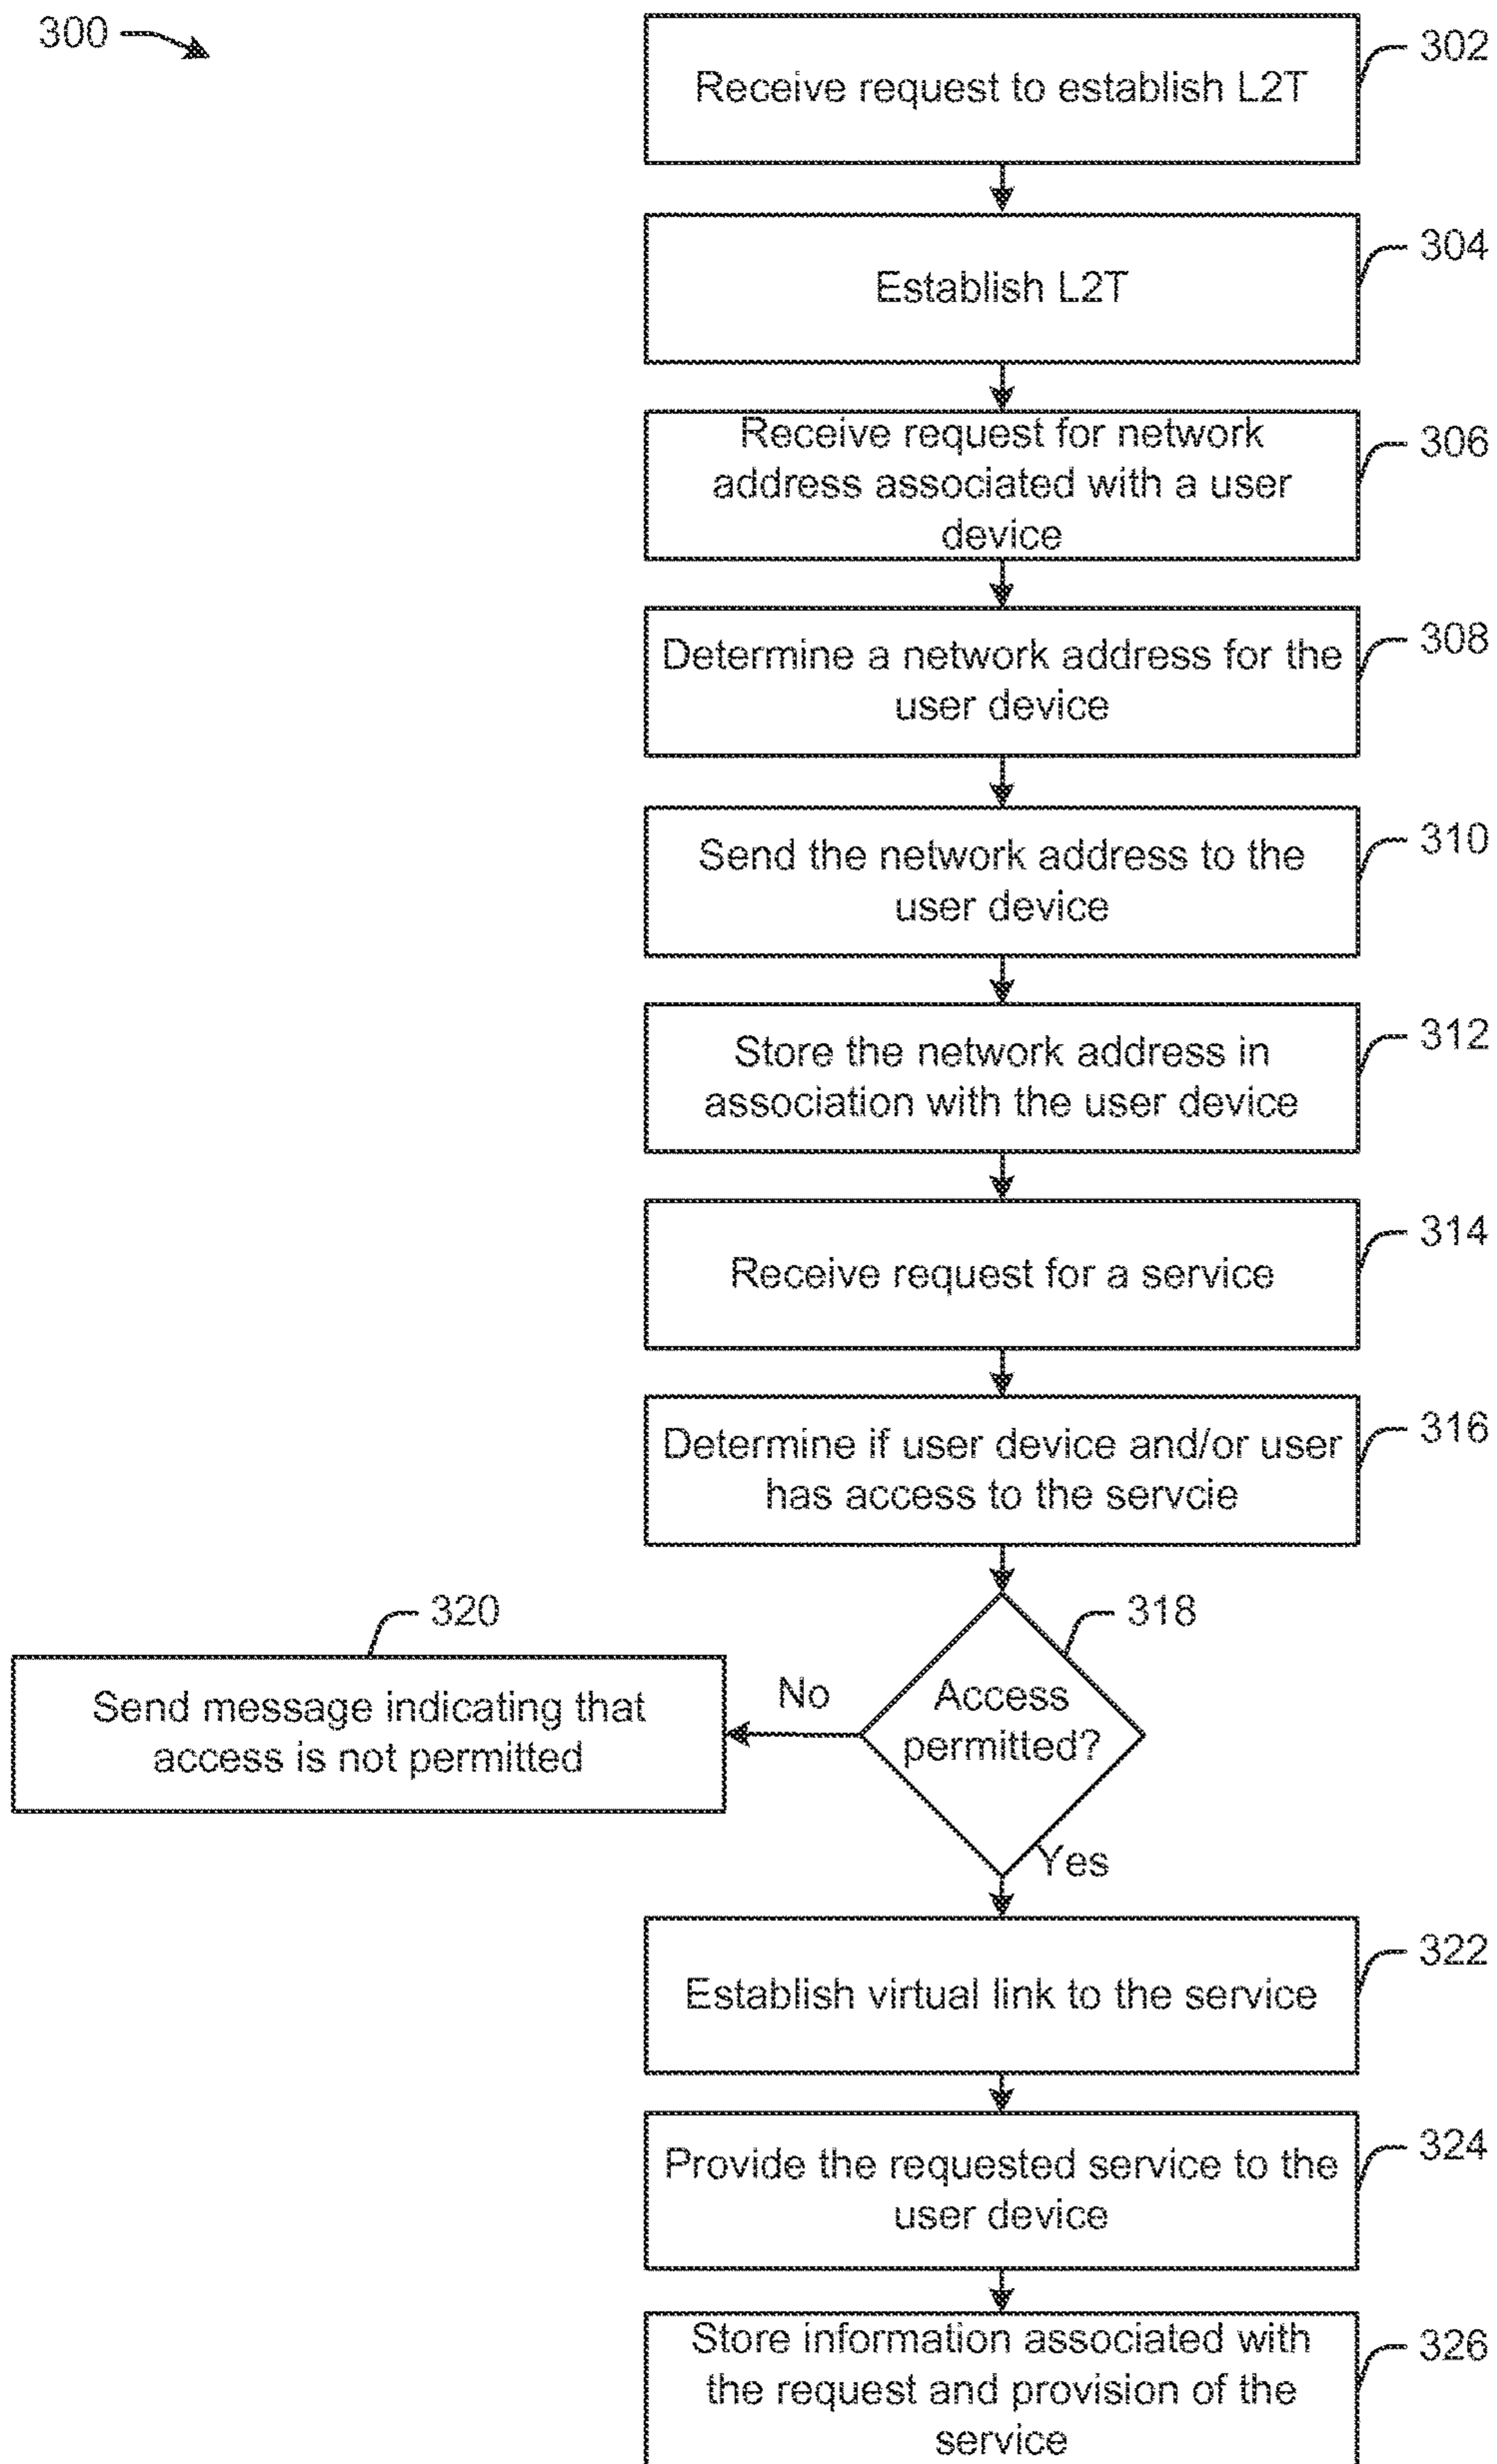 300
302
Receive request to establish L2T
304
Establish L2T
306
Receive request for network
address associated with a user
device
308
Determine a network address for the
user device
310
Send the network address to the
user device
312
Store the network address in
association with the user device
314
Receive request for a service
316
Determine if user device and/or user
has access to the servcie
318
Access
permitted?
No
320
Send message indicating that
access is not permitted
Yes
322
Establish virtual link to the service
324
Provide the requested service to the
user device
326
Store information associated with
the request and provision of the
service